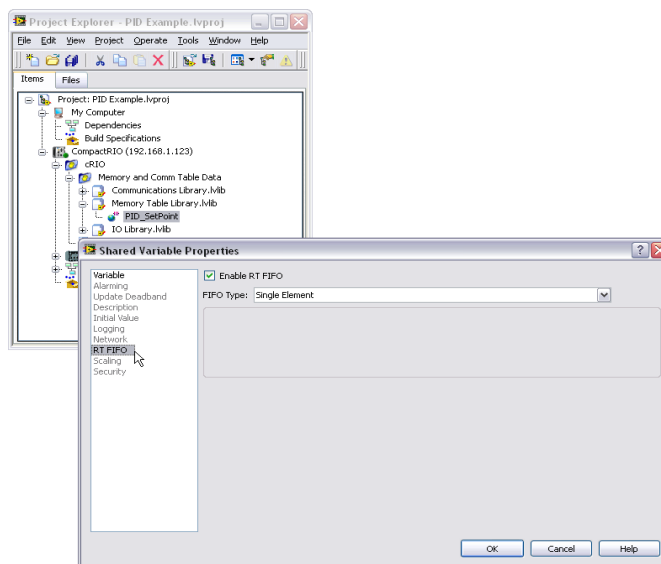 Project Explorer - PID Example.lvproj
File Edit View Project Operate Tools Window Help
Items Files
Project: PID Example.lvproj
My Computer
Dependencies
Build Specifications
CompactRIO (192.168.1.123)
cRIO
Memory and Comm Table Data
Communications Library.lvlib
Memory Table Library.lvlib
PID_SetPoint
IO Library.lvlib
Shared Variable Properties
Variable
Alarming
Update Deadband
Description
Initial Value
Logging
Network
RT FIFO
Scaling
Security
Enable RT FIFO
FIFO Type: Single Element
OK Cancel Help